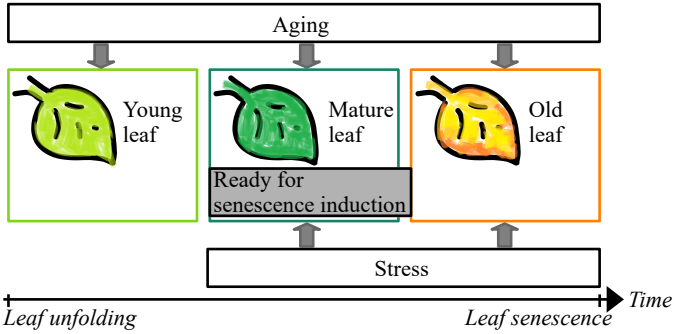 Aging
Young
leaf
Mature
leaf
Old
leaf
Ready for
senescence induction
Stress
Time
Leaf unfolding
Leaf senescence